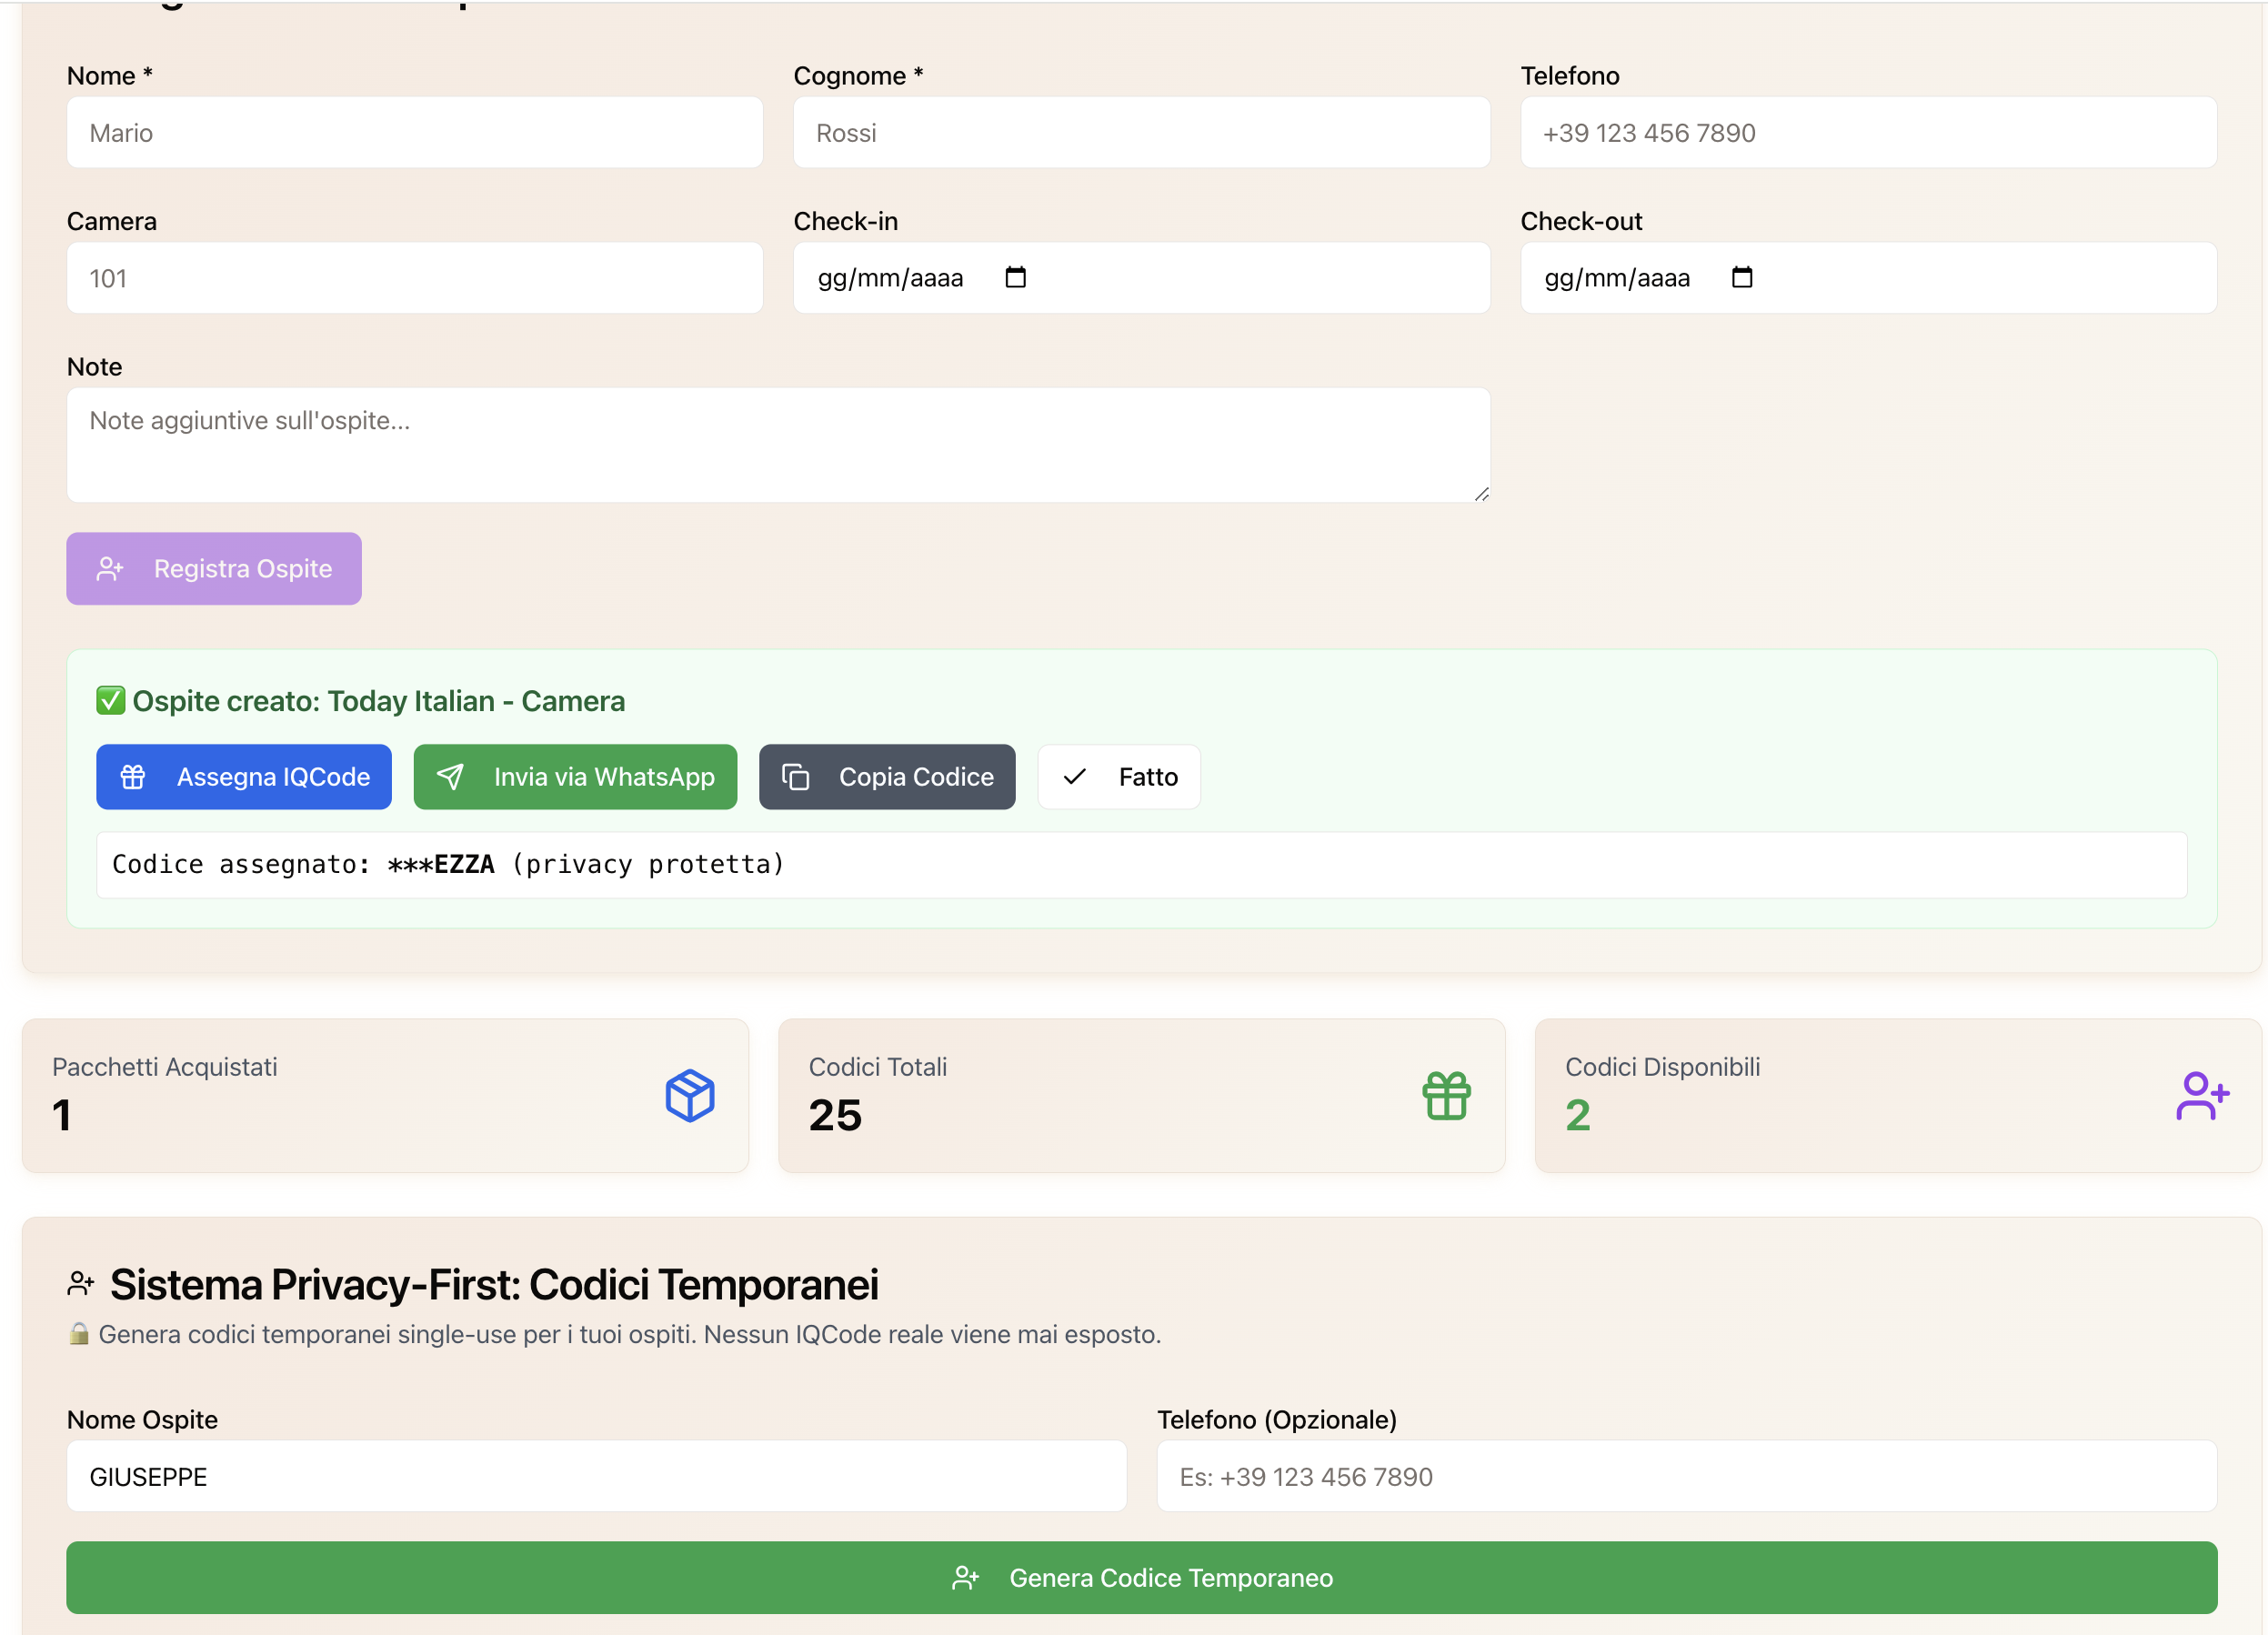 Nome *
Cognome *
Telefono
Mario
Rossi
+39 123 456 7890
Camera
Check-in
Check-out
101
gg/mm/aaaa
gg/mm/aaaa
Note
Note aggiuntive sull'ospite...
Registra Ospite
✅ Ospite creato: Today Italian - Camera
Assegna IQCode
Invia via WhatsApp
Copia Codice
Fatto
Codice assegnato: ***EZZA (privacy protetta)
Pacchetti Acquistati
1
Codici Totali
25
Codici Disponibili
2
Sistema Privacy-First: Codici Temporanei
🔒 Genera codici temporanei single-use per i tuoi ospiti. Nessun IQCode reale viene mai esposto.
Nome Ospite
Telefono (Opzionale)
GIUSEPPE
Es: +39 123 456 7890
Genera Codice Temporaneo